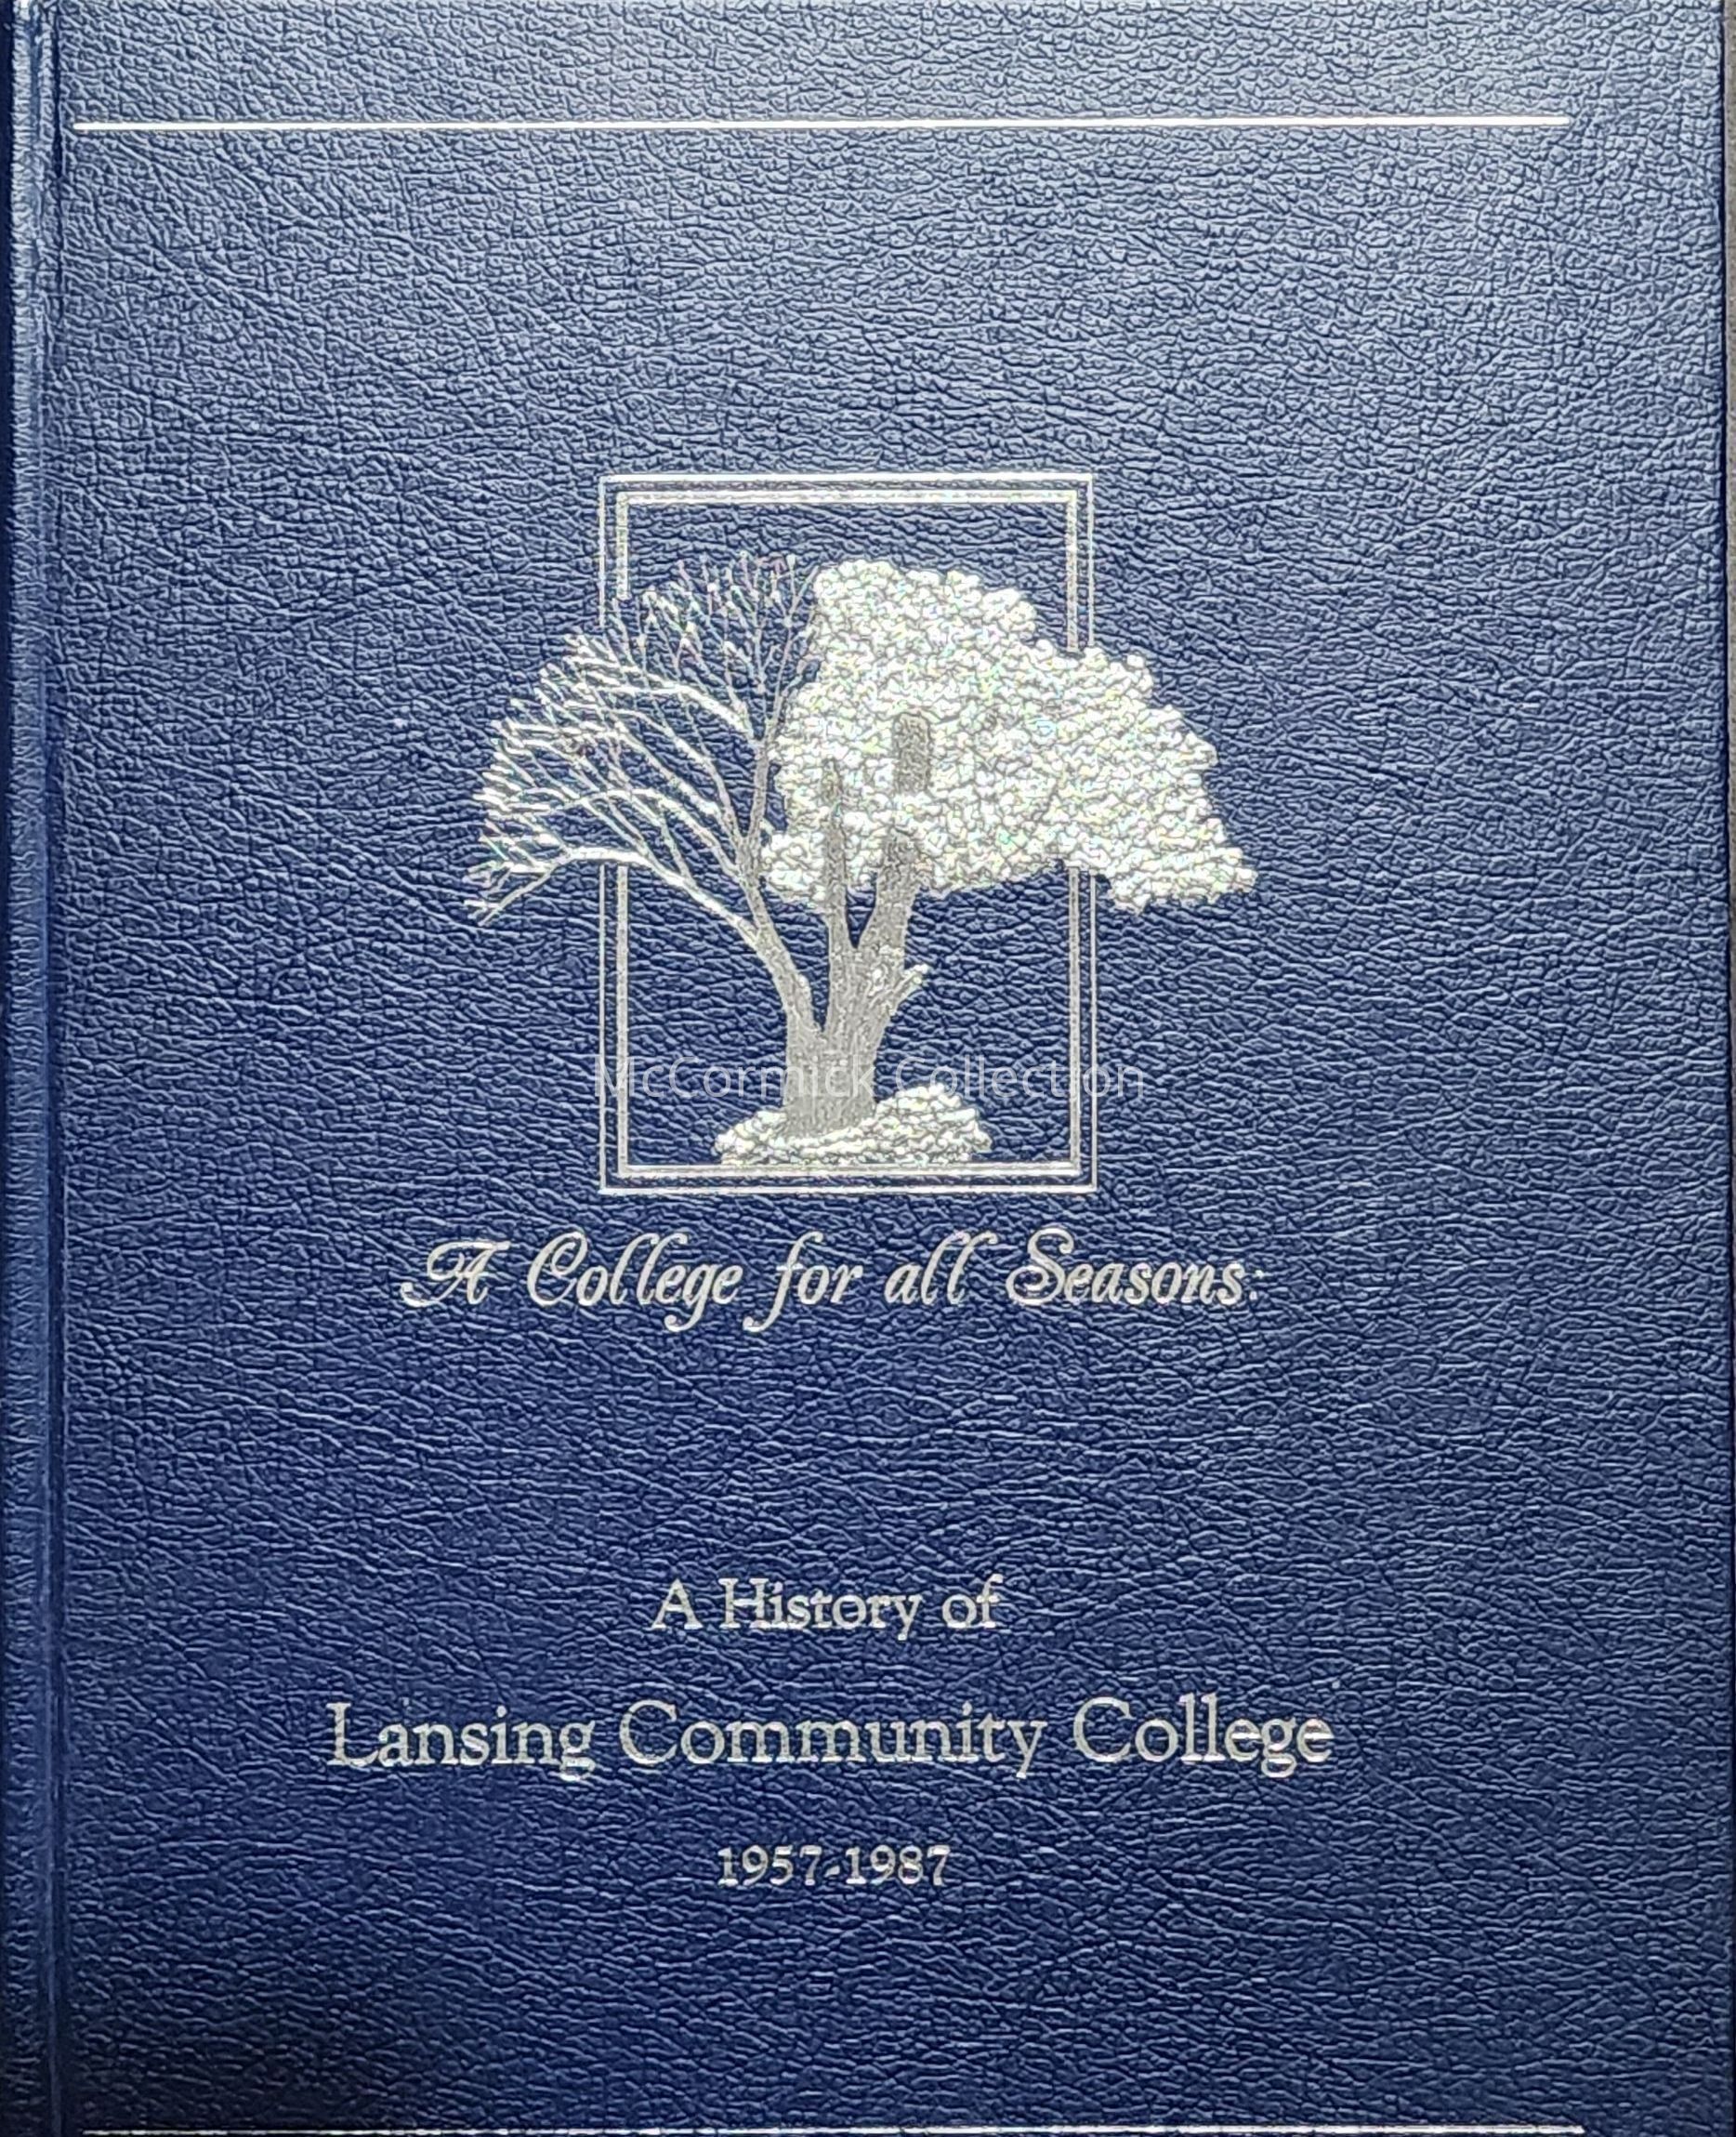 McCormick Collection
A College for all Seasons:
A History of
Lansing Community College
1957-1987